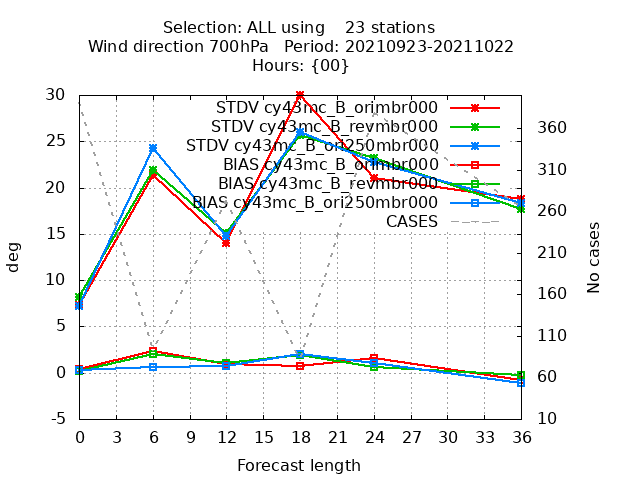 Selection: ALL using    23 stations
Wind direction 700hPa   Period: 20210923-20211022
Hours: {00}
30
25
20
15
10
5
0
-5
deg
STDV cy43mc_B_orimbr000
STDV cy43mc_B_revmbr000
STDV cy43mc_B_ori250mbr000
BIAS cy43mc_B_orimbr000
BIAS cy43mc_B_revmbr000
BIAS cy43mc_B_ori250mbr000
CASES
360
310
260
210
160
110
60
10
No cases
0 3 6 9 12 15 18 21 24 27 30 33 36
Forecast length